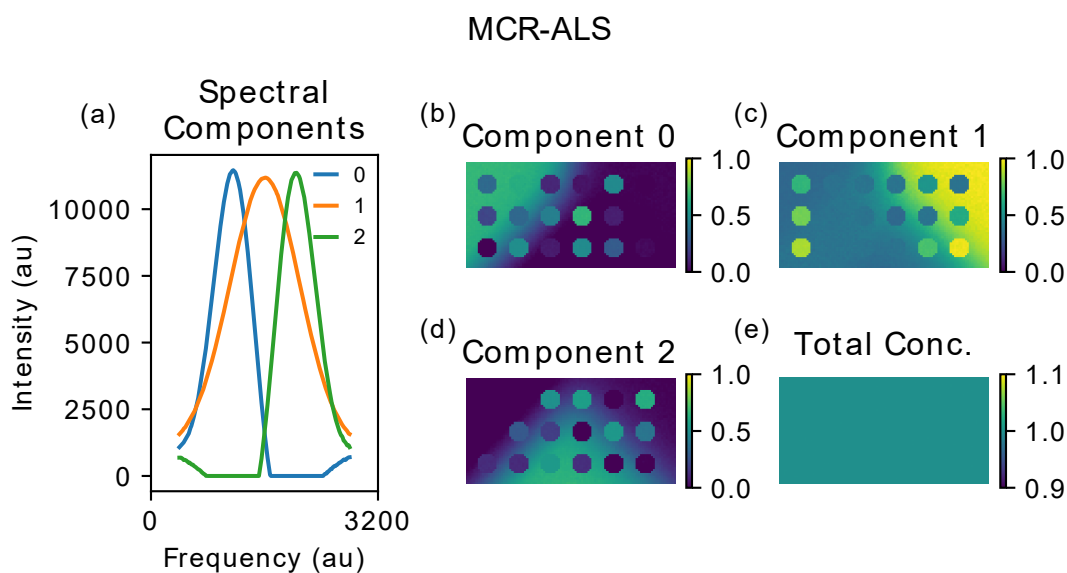 MCR-ALS
(a)
Spectral
Components
0
1
2
10000
7500
5000
2500
0
Intensity (au)
0
3200
Frequency (au)
(b)
Component 0
1.0
0.5
0.0
(c)
Component 1
1.0
0.5
0.0
(d)
Component 2
1.0
0.5
0.0
(e)
Total Conc.
1.1
1.0
0.9